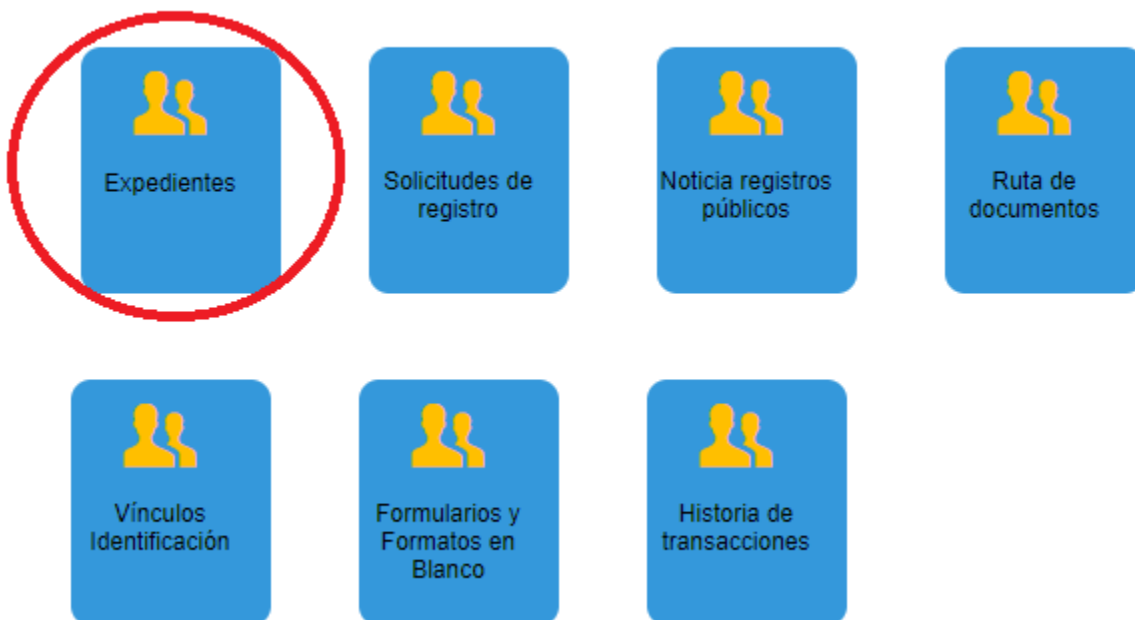 Expedientes
Solicitudes de
registro
Noticia registros
públicos
Ruta de
documentos
Vínculos
Identificación
Formularios y
Formatos en
Blanco
Historia de
transacciones